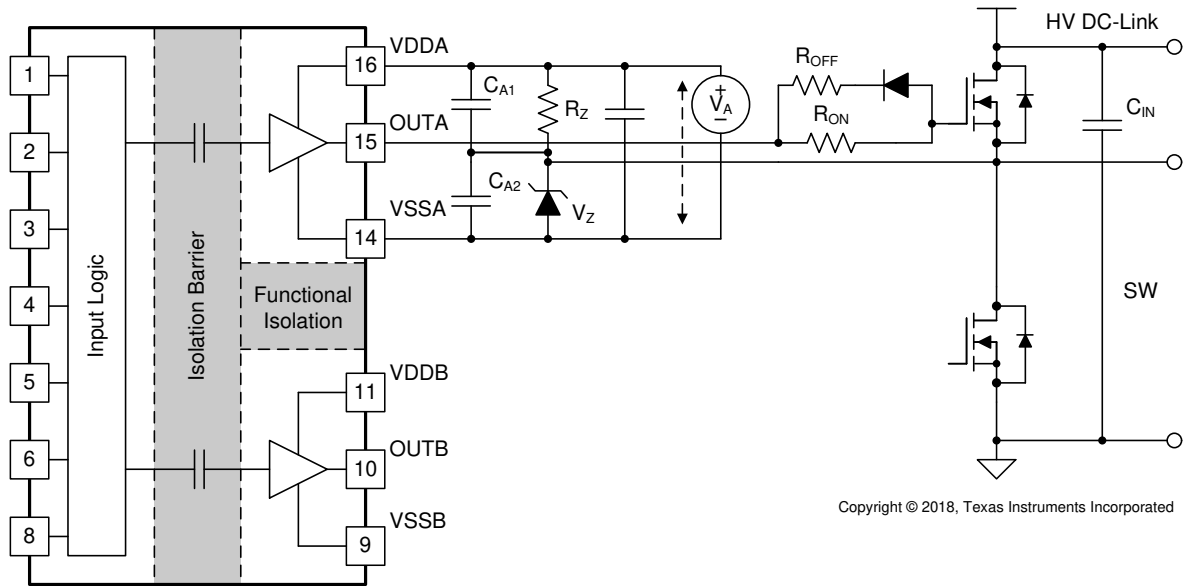 VDDA
HV DC-Link
1
16
C_A1
R_Z
+
V_A
–
R_OFF
C_IN
OUTA
R_ON
2
15
C_A2
V_Z
3
VSSA
14
Input Logic
Isolation Barrier
Functional
Isolation
4
SW
5
VDDB
11
6
OUTB
10
8
VSSB
9
Copyright © 2018, Texas Instruments Incorporated